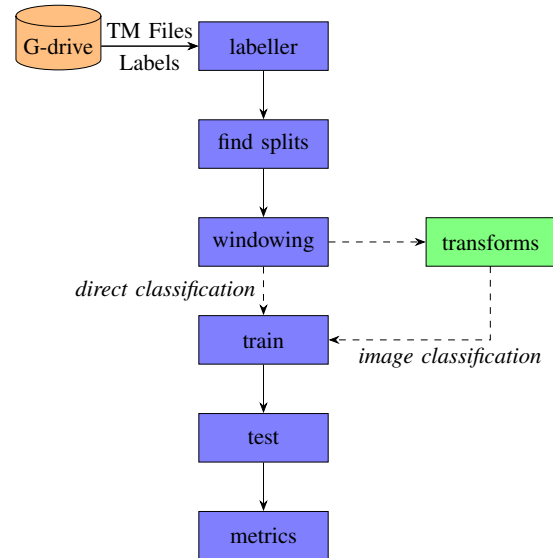 TM Files
G-drive
Labels
labeller
find splits
windowing
transforms
direct classification
train
image classification
test
metrics